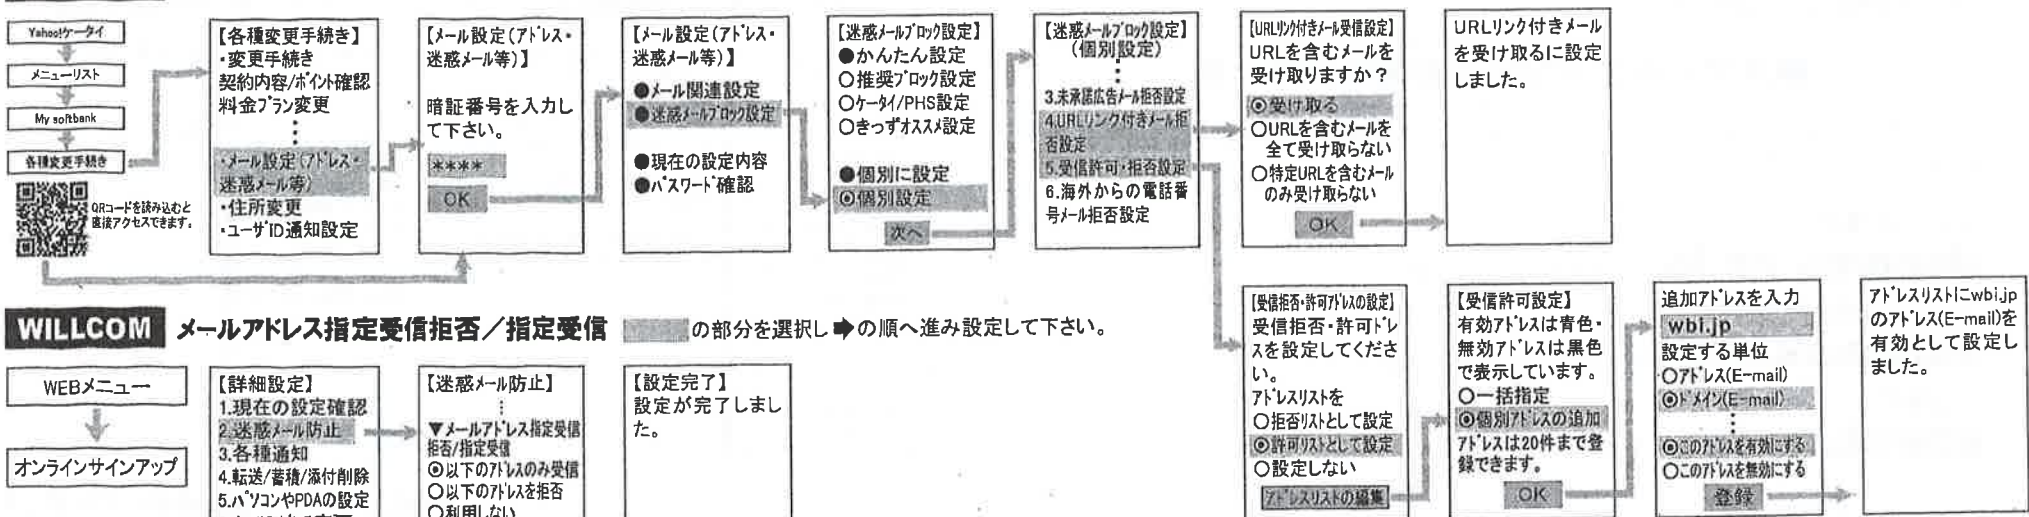 Yahoo!ケータイ
メニューリスト
My softbank
各種変更手続き
QRコードを読み込むと
直接アクセスできます。
【各種変更手続き】
・変更手続き
契約内容/ポイント確認
料金プラン変更
・メール設定(アドレス・
迷惑メール等)
・住所変更
・ユーザID通知設定
【メール設定(アドレス・
迷惑メール等)】
暗証番号を入力し
て下さい。
****
OK
【メール設定(アドレス・
迷惑メール等)】
●メール関連設定
●迷惑メールブロック設定
●現在の設定内容
●パスワード確認
【迷惑メールブロック設定】
●かんたん設定
○推奨ブロック設定
○ケータイ/PHS設定
○きっずオススメ設定
●個別に設定
◎個別設定
次へ
【迷惑メールブロック設定】
(個別設定)
3.未承諾広告メール拒否設定
4.URLリンク付きメール拒
否設定
5.受信許可・拒否設定
6.海外からの電話番
号メール拒否設定
【URLリンク付きメール受信設定】
URLを含むメールを
受け取りますか?
◎受け取る
○URLを含むメールを
全て受け取らない
○特定URLを含むメール
のみ受け取らない
OK
URLリンク付きメール
を受け取るに設定
しました。
【受信拒否・許可アドレスの設定】
受信拒否・許可ドレ
スを設定してくださ
い。
アドレスリストを
○拒否リストとして設定
◎許可リストとして設定
○設定しない
アドレスリストの編集
【受信許可設定】
有効アドレスは青色・
無効アドレスは黒色
で表示しています。
○一括指定
◎個別アドレスの追加
アドレスは20件まで登
録できます。
OK
追加アドレスを入力
wbi.jp
設定する単位
○アドレス(E-mail)
◎ドメイン(E-mail)
◎このアドレスを有効にする
○このアドレスを無効にする
登録
アドレスリストにwbi.jp
のアドレス(E-mail)を
有効として設定し
ました。
WILLCOM メールアドレス指定受信拒否/指定受信 の部分を選択し➡の順へ進み設定して下さい。
WEBメニュー
オンラインサインアップ
【詳細設定】
1.現在の設定確認
2.迷惑メール防止
3.各種通知
4.転送/蓄積/添付削除
5.パソコンやPDAの設定
【迷惑メール防止】
▼メールアドレス指定受信
拒否/指定受信
◎以下のアドレスのみ受信
○以下のアドレスを拒否
○利用しない
【設定完了】
設定が完了しまし
た。